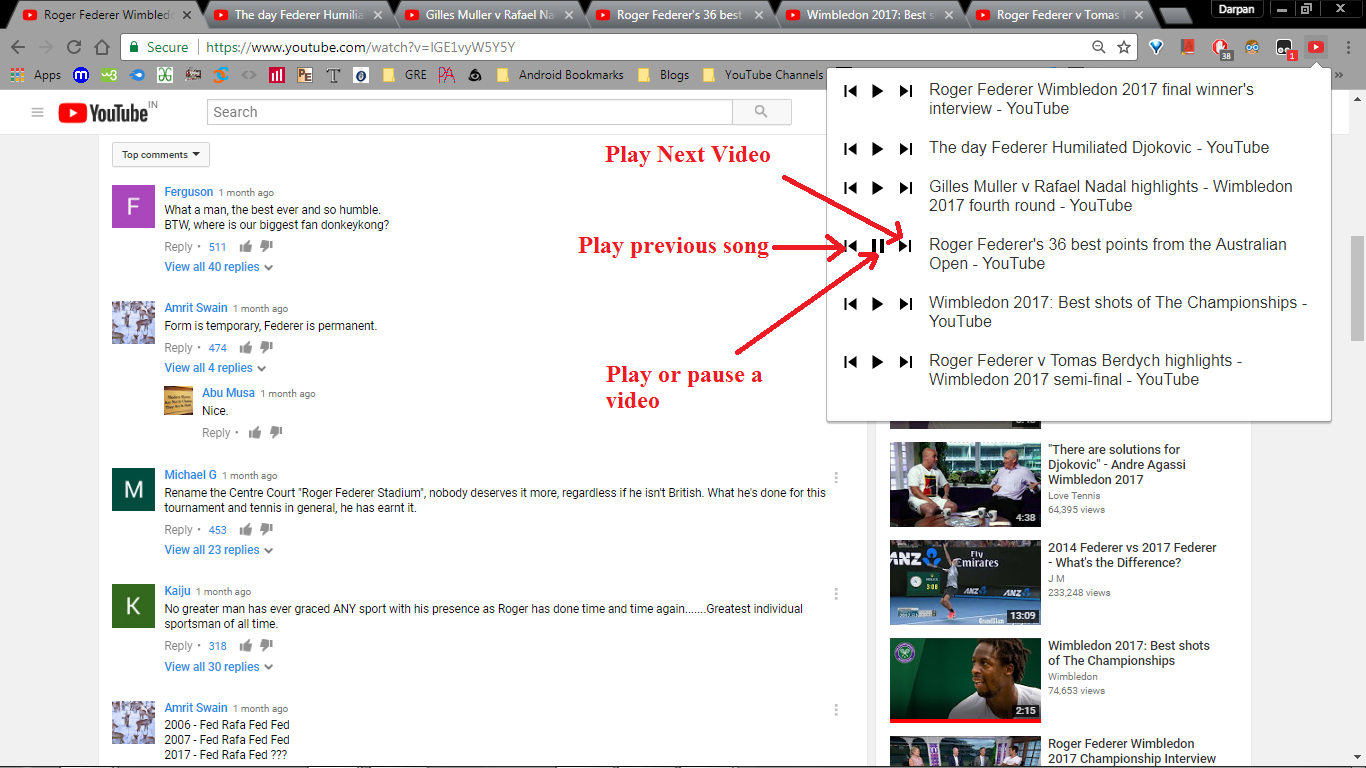 Roger Federer Wimbled
The day Federer Humilia
Gilles Muller v Rafael Na
Roger Federer's 36 best
Wimbledon 2017: Best s
Roger Federer v Tomas
Darpan
Secure
https://www.youtube.com/watch?v=IGE1vyW5Y5Y
38
1
Apps
GRE
Android Bookmarks
Blogs
YouTube Channels
YouTube IN
Search
Top comments
Ferguson 1 month ago
What a man, the best ever and so humble.
BTW, where is our biggest fan donkeykong?
Reply • 511
View all 40 replies
Amrit Swain 1 month ago
Form is temporary, Federer is permanent.
Reply • 474
View all 4 replies
Abu Musa 1 month ago
Nice.
Reply •
M
Michael G 1 month ago
Rename the Centre Court "Roger Federer Stadium", nobody deserves it more, regardless if he isn't British. What he's done for this
tournament and tennis in general, he has earnt it.
Reply • 453
View all 23 replies
K
Kaiju 1 month ago
No greater man has ever graced ANY sport with his presence as Roger has done time and time again.......Greatest individual
sportsman of all time.
Reply • 318
View all 30 replies
Amrit Swain 1 month ago
2006 - Fed Rafa Fed Fed
2007 - Fed Rafa Fed Fed
2017 - Fed Rafa Fed ???
F
Play Next Video
Play previous song
Play or pause a
video
Roger Federer Wimbledon 2017 final winner's
interview - YouTube
The day Federer Humiliated Djokovic - YouTube
Gilles Muller v Rafael Nadal highlights - Wimbledon
2017 fourth round - YouTube
Roger Federer's 36 best points from the Australian
Open - YouTube
Wimbledon 2017: Best shots of The Championships -
YouTube
Roger Federer v Tomas Berdych highlights -
Wimbledon 2017 semi-final - YouTube
"There are solutions for
Djokovic" - Andre Agassi
Wimbledon 2017
Love Tennis
64,395 views
4:38
2014 Federer vs 2017 Federer
- What's the Difference?
J M
233,248 views
ANZ
Fly
Emirates
ANZ
ANZ
13:09
Wimbledon 2017: Best shots
of The Championships
Wimbledon
74,653 views
2:15
Roger Federer Wimbledon
2017 Championship Interview